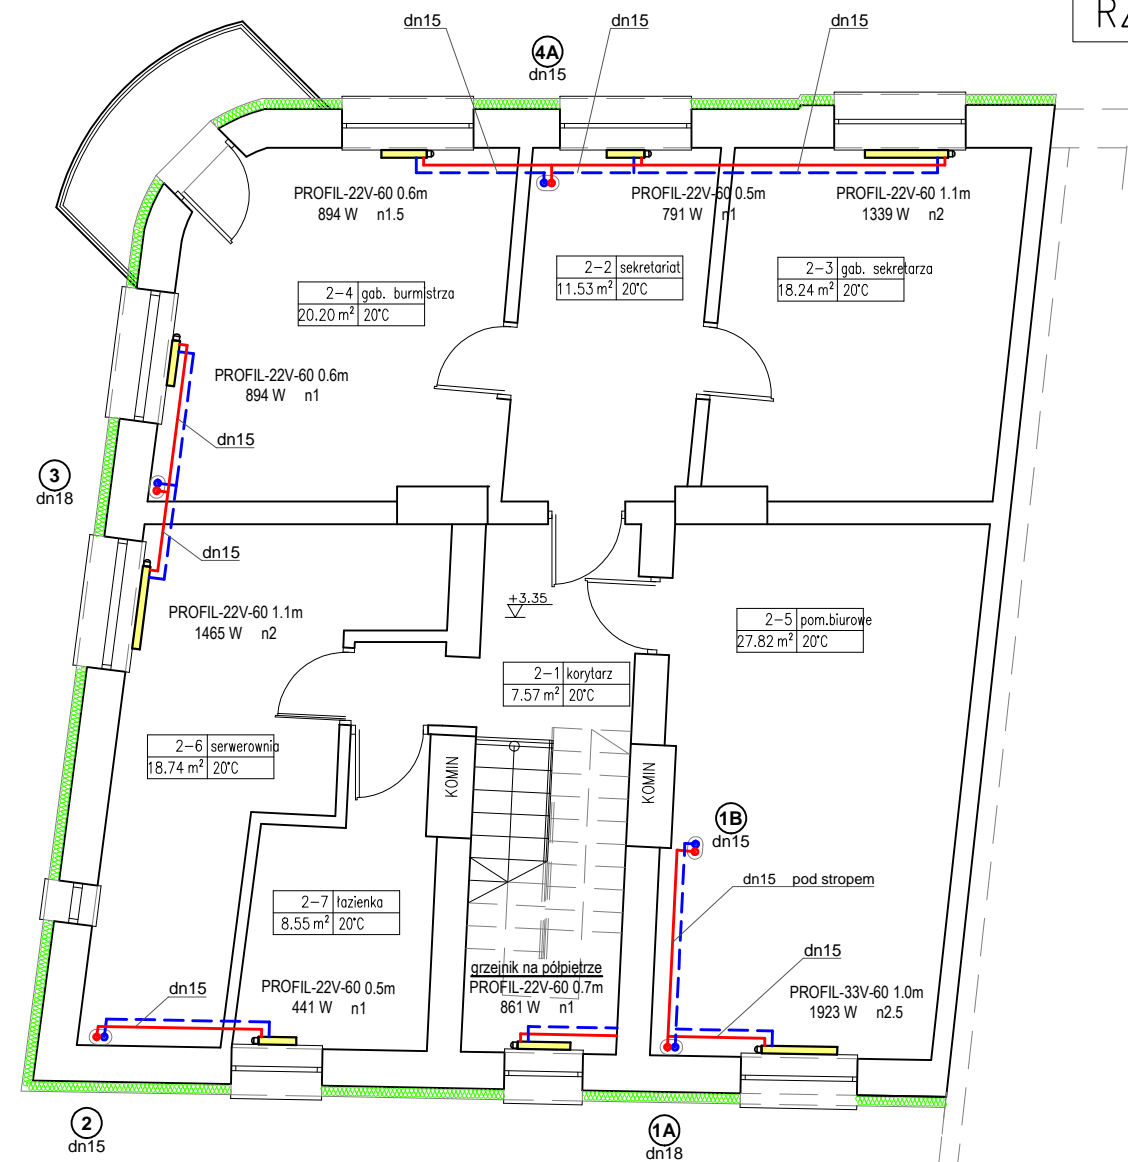 dn15
dn15
dn15
4A
dn15
PROFIL-22V-60 0.6m
894 W n1.5
PROFIL-22V-60 0.5m
791 W n1
PROFIL-22V-60 1.1m
1339 W n2
2-4 gab. burmistrza
20.20 m² 20°C
2-2 sekretariat
11.53 m² 20°C
2-3 gab. sekretarza
18.24 m² 20°C
PROFIL-22V-60 0.6m
894 W n1
dn15
3
dn18
dn15
PROFIL-22V-60 1.1m
1465 W n2
+3.35
2-5 pom.biurowe
27.82 m² 20°C
2-1 korytarz
7.57 m² 20°C
2-6 serwerownia
18.74 m² 20°C
KOMIN
KOMIN
1B
dn15
dn15 pod stropem
2-7 łazienka
8.55 m² 20°C
dn15
grzejnik na półpiętrze
PROFIL-22V-60 0.7m
861 W n1
PROFIL-22V-60 0.5m
441 W n1
dn15
PROFIL-33V-60 1.0m
1923 W n2.5
2
dn15
1A
dn18